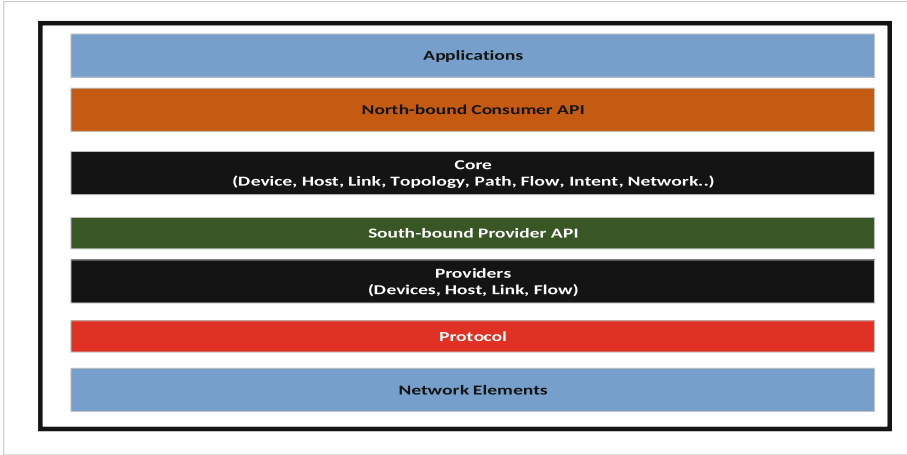 Applications
North-bound Consumer API
Core
(Device, Host, Link, Topology, Path, Flow, Intent, Network..)
South-bound Provider API
Providers
(Devices, Host, Link, Flow)
Protocol
Network Elements